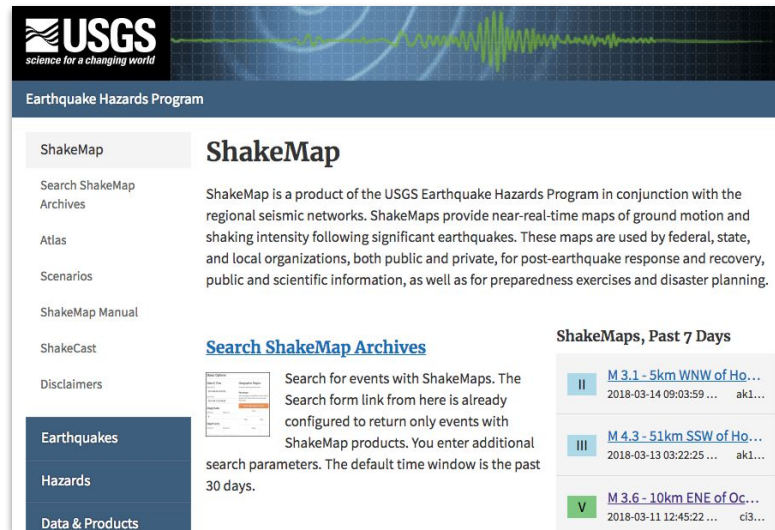 USGS
science for a changing world
Earthquake Hazards Program
ShakeMap
Search ShakeMap
Archives
Atlas
Scenarios
ShakeMap Manual
ShakeCast
Disclaimers
Earthquakes
Hazards
Data & Products
ShakeMap
ShakeMap is a product of the USGS Earthquake Hazards Program in conjunction with the
regional seismic networks. ShakeMaps provide near-real-time maps of ground motion and
shaking intensity following significant earthquakes. These maps are used by federal, state,
and local organizations, both public and private, for post-earthquake response and recovery,
public and scientific information, as well as for preparedness exercises and disaster planning.
Search ShakeMap Archives
Search for events with ShakeMaps. The
Search form link from here is already
configured to return only events with
ShakeMap products. You enter additional
search parameters. The default time window is the past
30 days.
ShakeMaps, Past 7 Days
II
M 3.1 - 5km WNW of Ho...
2018-03-14 09:03:59 ... ak1...
III
M 4.3 - 51km SSW of Ho...
2018-03-13 03:22:25 ... ak1...
V
M 3.6 - 10km ENE of Oc...
2018-03-11 12:45:22 ... ci3...